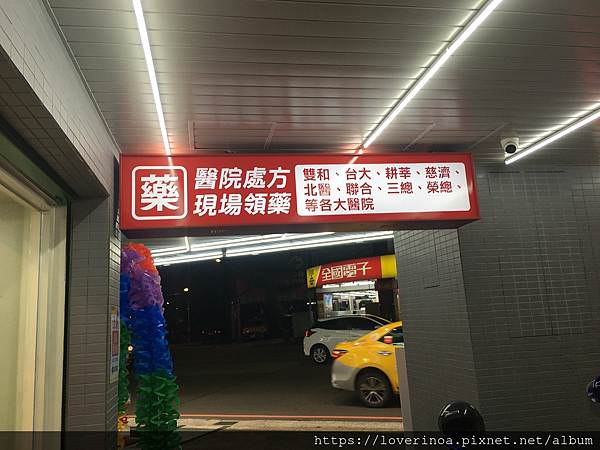 藥
醫院處方
現場領藥
雙和、台大、耕莘、慈濟、
北醫、聯合、三總、榮總、
等各大醫院
全國電子
https://loverinoa.pixnet.net/album